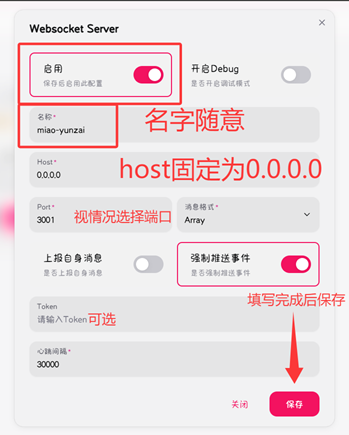 Websocket Server
启用
保存后启用此配置
开启Debug
是否开启调试模式
名称*
miao-yunzai
名字随意
Host*
0.0.0.0
host固定为0.0.0.0
Port*
3001
视情况选择端口
消息格式*
Array
上报自身消息
是否上报自身消息
强制推送事件
是否强制推送事件
Token
请输入Token
可选
填写完成后保存
心跳间隔*
30000
关闭
保存